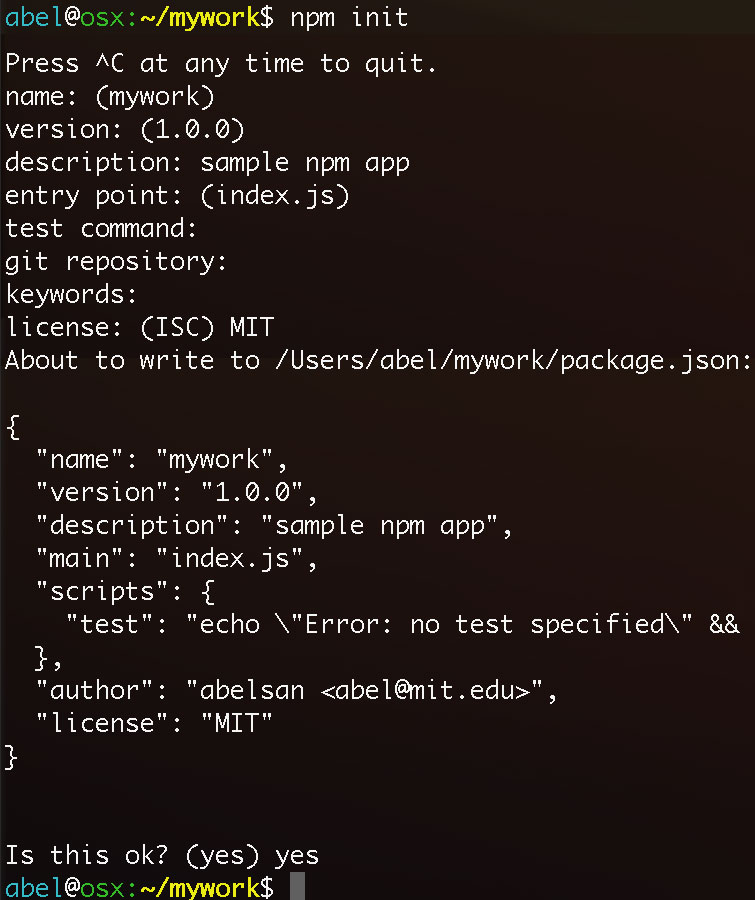 abel@osx:~/mywork$ npm init
Press ^C at any time to quit.
name: (mywork)
version: (1.0.0)
description: sample npm app
entry point: (index.js)
test command:
git repository:
keywords:
license: (ISC) MIT
About to write to /Users/abel/mywork/package.json:

{
  "name": "mywork",
  "version": "1.0.0",
  "description": "sample npm app",
  "main": "index.js",
  "scripts": {
    "test": "echo \"Error: no test specified\" &&
  },
  "author": "abelsan <abel@mit.edu>",
  "license": "MIT"
}

Is this ok? (yes) yes
abel@osx:~/mywork$